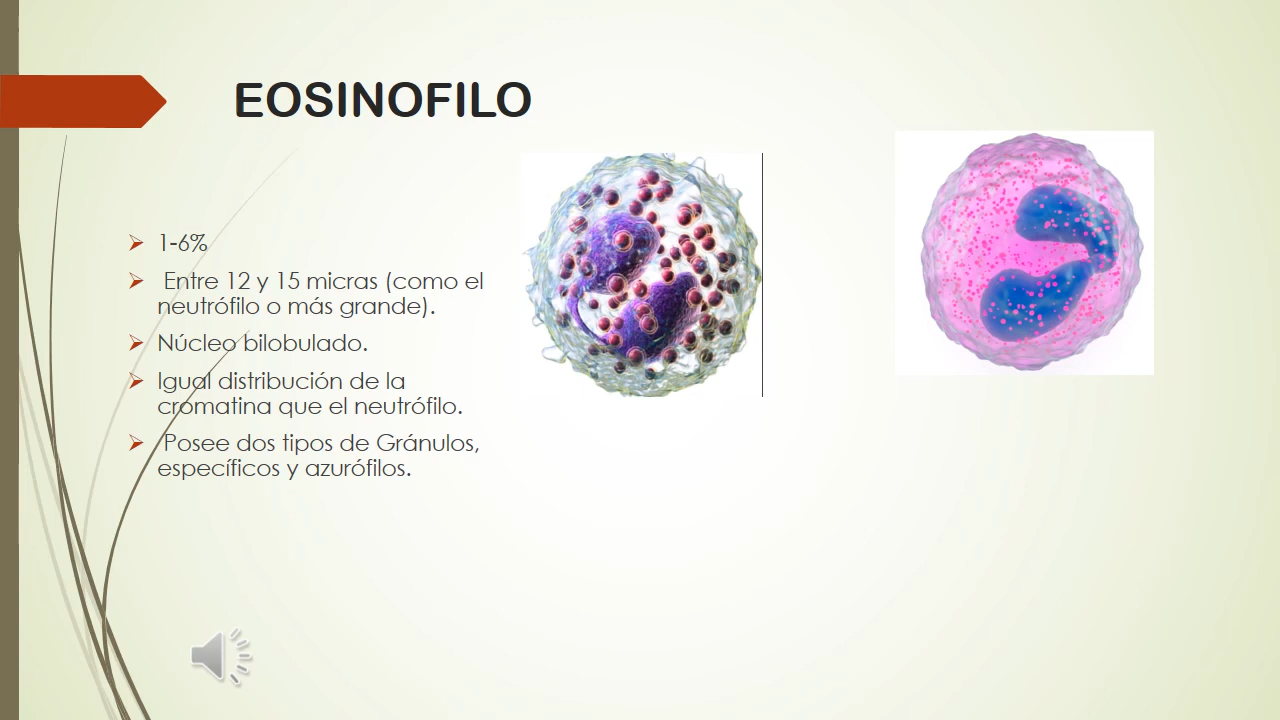 EOSINOFILO
1-6%
Entre 12 y 15 micras (como el
neutrófilo o más grande).
Núcleo bilobulado.
Igual distribución de la
cromatina que el neutrófilo.
Posee dos tipos de Gránulos,
específicos y azurófilos.